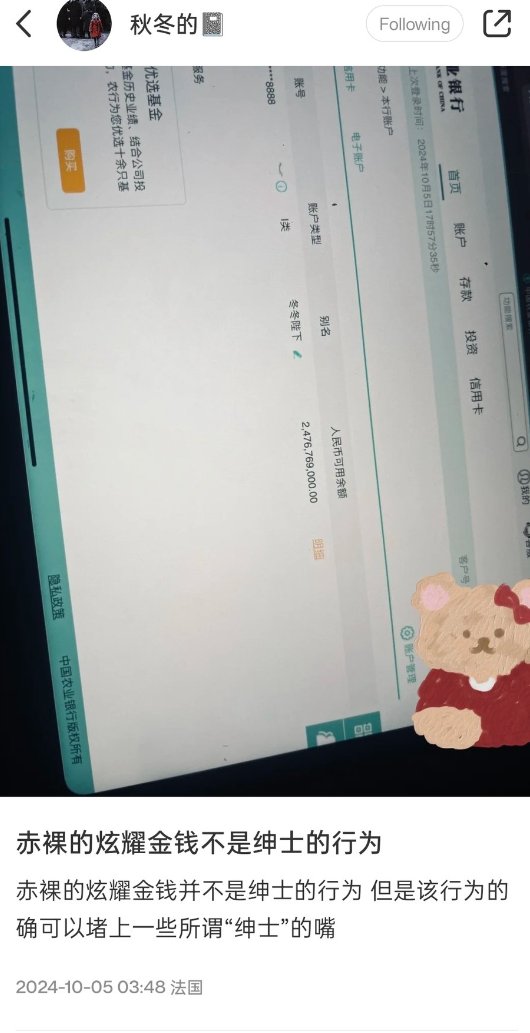 秋冬的
Following
业银行
NK OF CHINA
首页
账户
存款
投资
信用卡
功能搜索
我的
上次登录时间： 2024年10月5日17时57分35秒
客户号
功能 > 本行账户
账户管理
信用卡
电子账户
账号
账户类型
别名
人民币可用余额
****8888
I类
冬冬陛下
2,476,769,000.00
明细
服务
优选基金
基金历史业绩、结合公司投
力，农行为您优选十余只基
购买
隐私政策
中国农业银行版权所有
赤裸的炫耀金钱不是绅士的行为
赤裸的炫耀金钱并不是绅士的行为 但是该行为的
确可以堵上一些所谓“绅士”的嘴
2024-10-05 03:48 法国